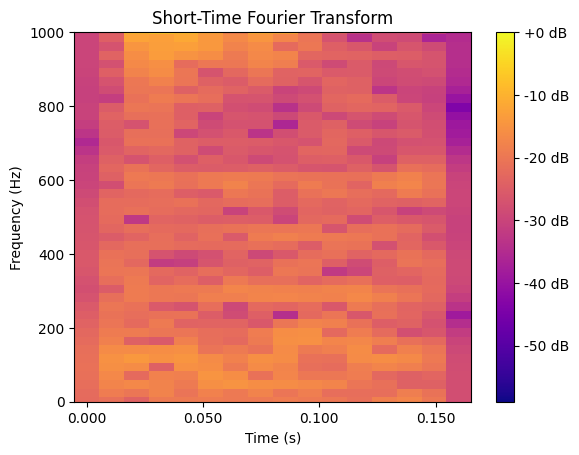 Short-Time Fourier Transform
1000
800
600
400
200
0
Frequency (Hz)
0.000
0.050
0.100
0.150
Time (s)
+0 dB
-10 dB
-20 dB
-30 dB
-40 dB
-50 dB